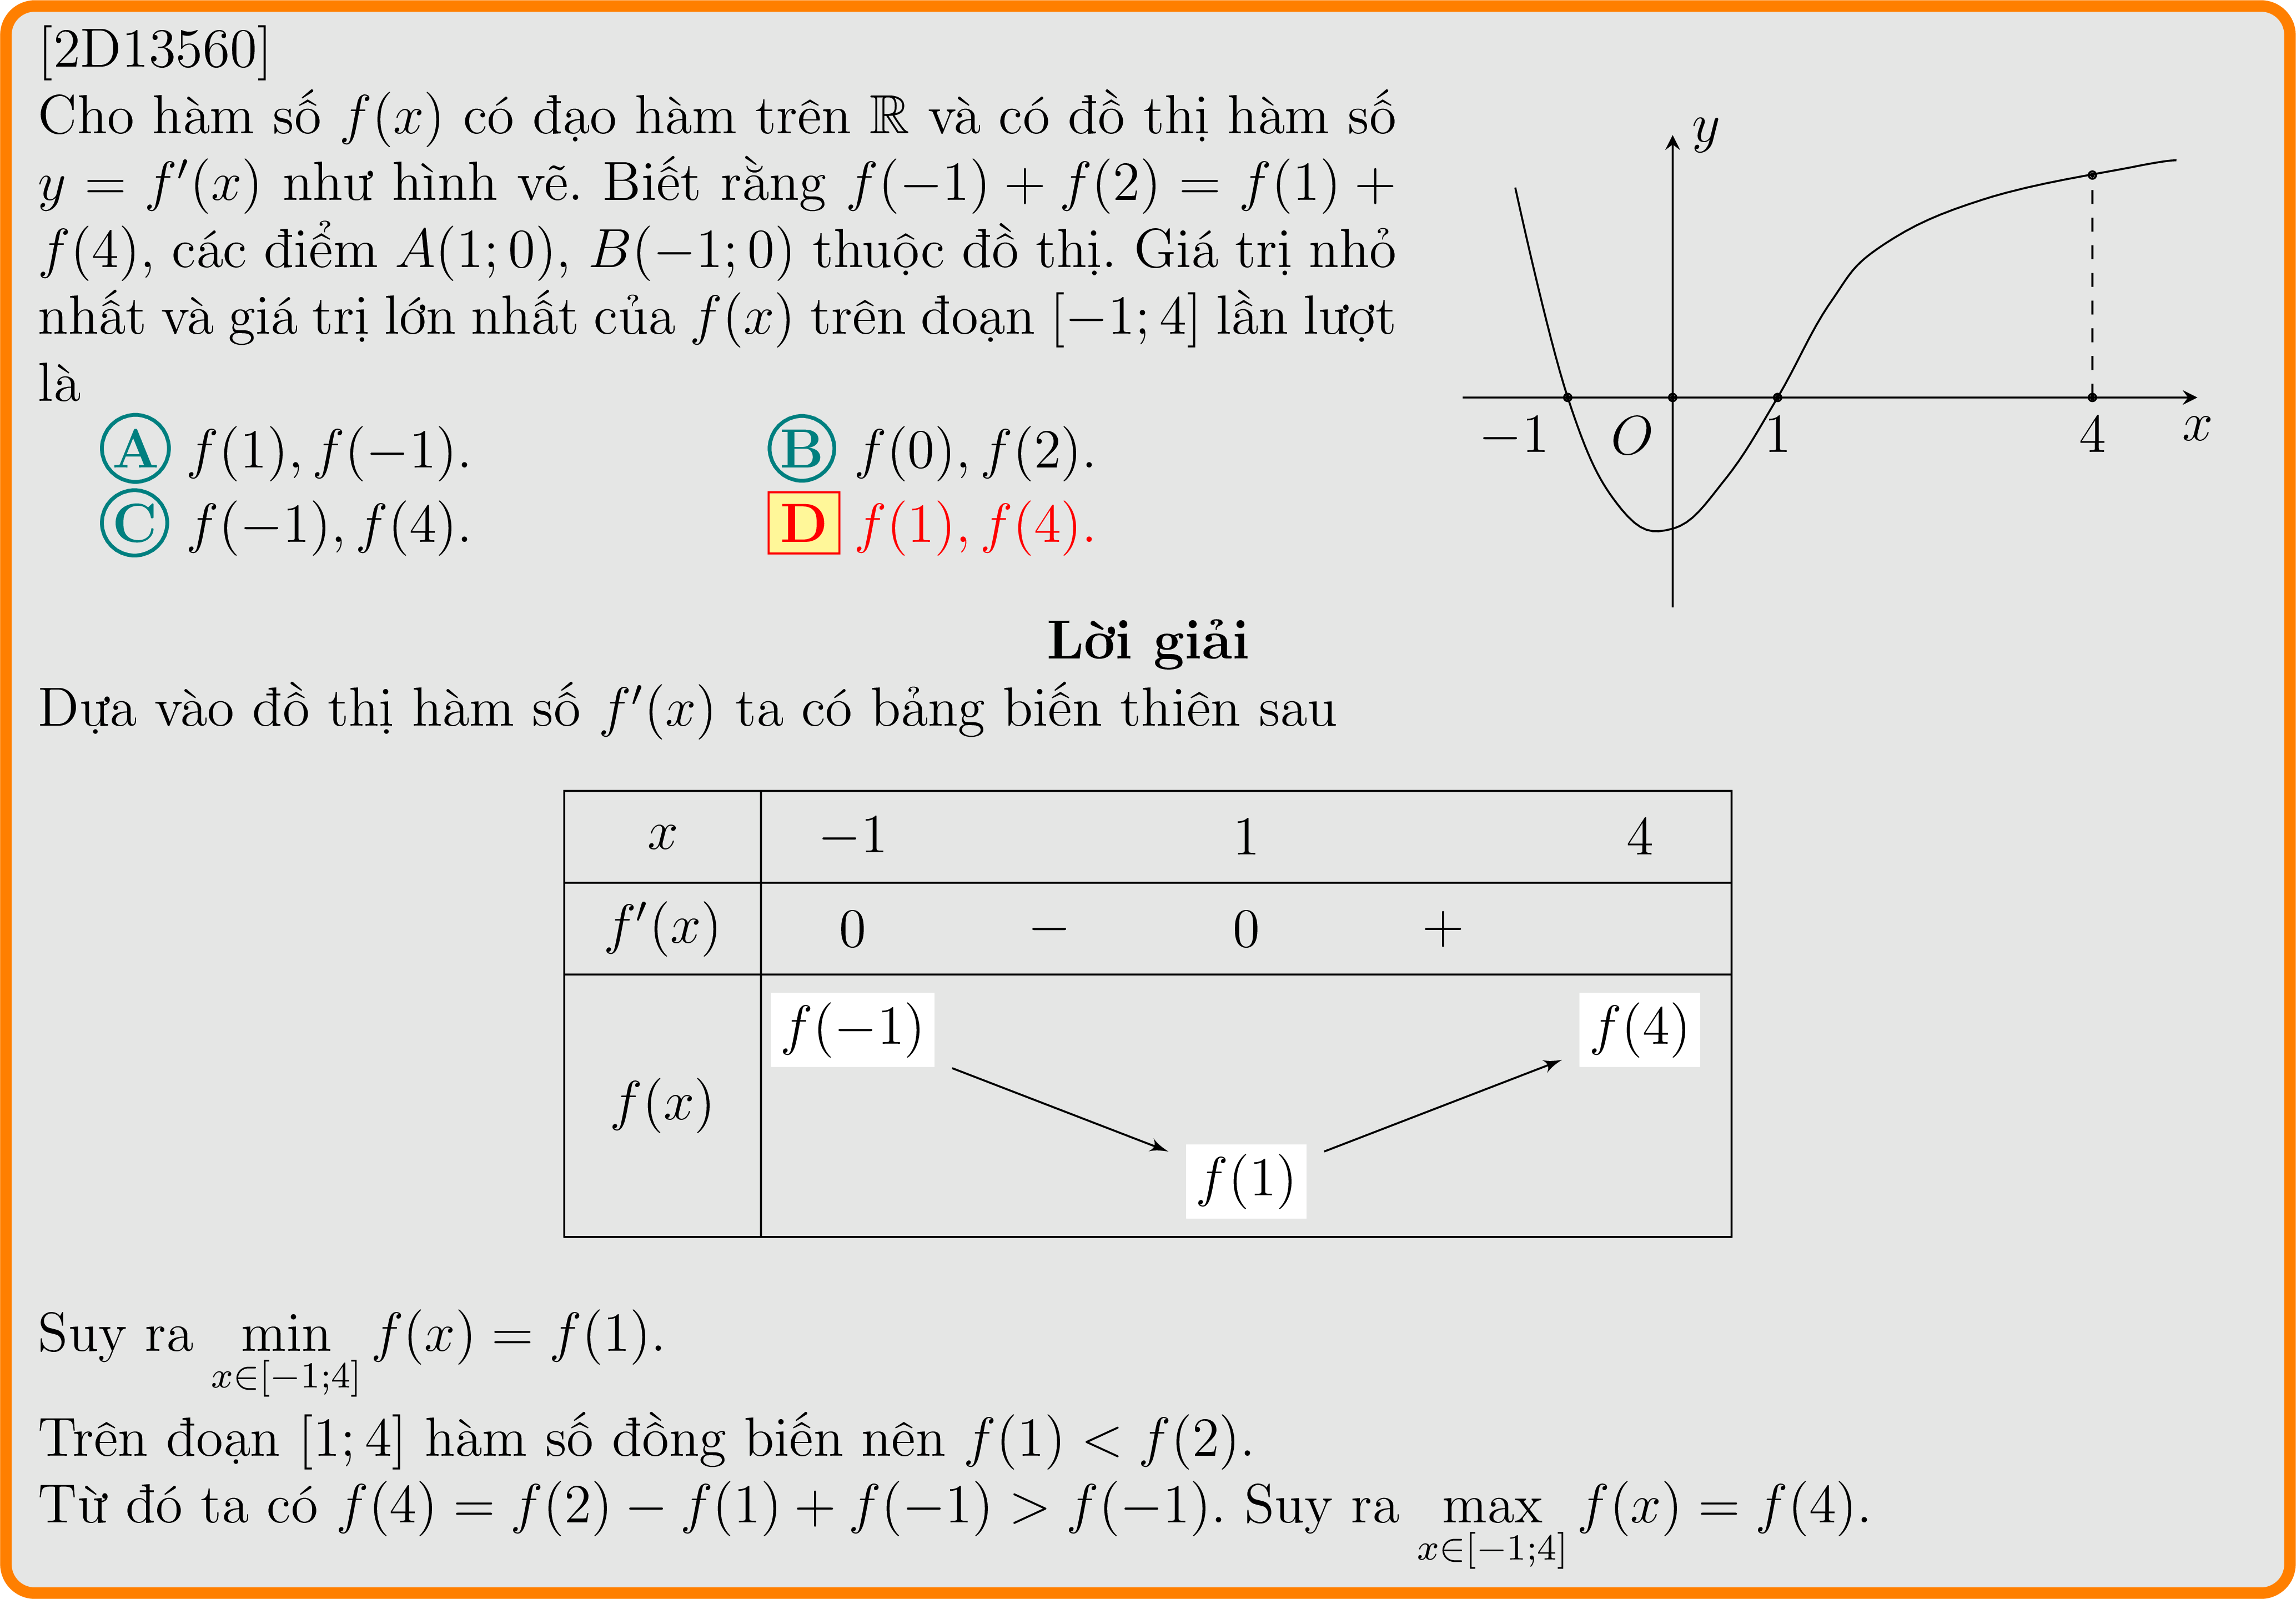 [2D13560]
Cho hàm số f(x) có đạo hàm trên ℝ và có đồ thị hàm số
y = f′(x) như hình vẽ. Biết rằng f(−1) + f(2) = f(1) +
f(4), các điểm A(1; 0), B(−1; 0) thuộc đồ thị. Giá trị nhỏ
nhất và giá trị lớn nhất của f(x) trên đoạn [−1; 4] lần lượt
là
A f(1), f(−1). B f(0), f(2).
C f(−1), f(4). D f(1), f(4).
y
−1 O 1 4 x
Lời giải
Dựa vào đồ thị hàm số f′(x) ta có bảng biến thiên sau
x −1 1 4
f′(x) 0 − 0 +
f(−1) f(4)
f(x)
f(1)
Suy ra min f(x) = f(1).
x∈[−1;4]
Trên đoạn [1; 4] hàm số đồng biến nên f(1) < f(2).
Từ đó ta có f(4) = f(2) − f(1) + f(−1) > f(−1). Suy ra max f(x) = f(4).
x∈[−1;4]